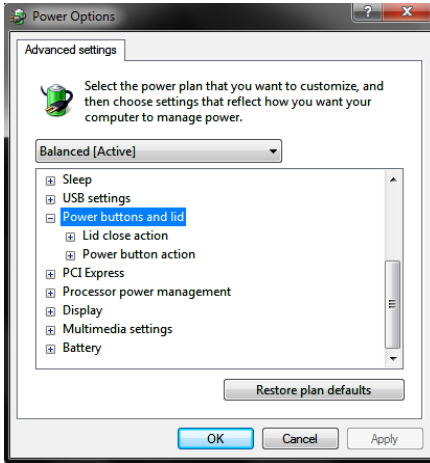 Power Options
Advanced settings
Select the power plan that you want to customize, and
then choose settings that reflect how you want your
computer to manage power.
Balanced [Active]
Sleep
USB settings
Power buttons and lid
Lid close action
Power button action
PCI Express
Processor power management
Display
Multimedia settings
Battery
Restore plan defaults
OK Cancel Apply